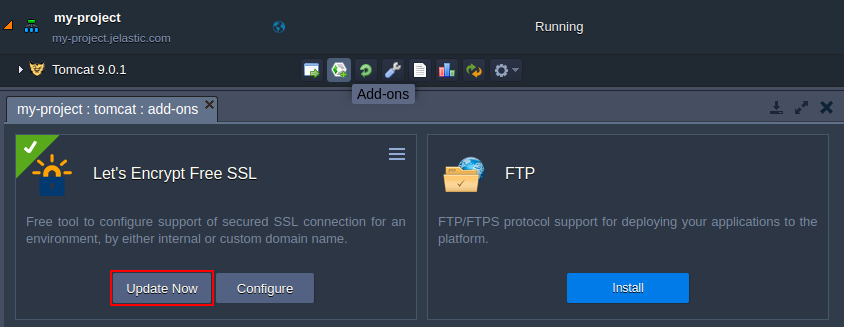 my-project
my-project.jelastic.com
Running
Tomcat 9.0.1
Add-ons
my-project : tomcat : add-ons
Let's Encrypt Free SSL
Free tool to configure support of secured SSL connection for an
environment, by either internal or custom domain name.
Update Now
Configure
FTP
FTP/FTPS protocol support for deploying your applications to the
platform.
Install